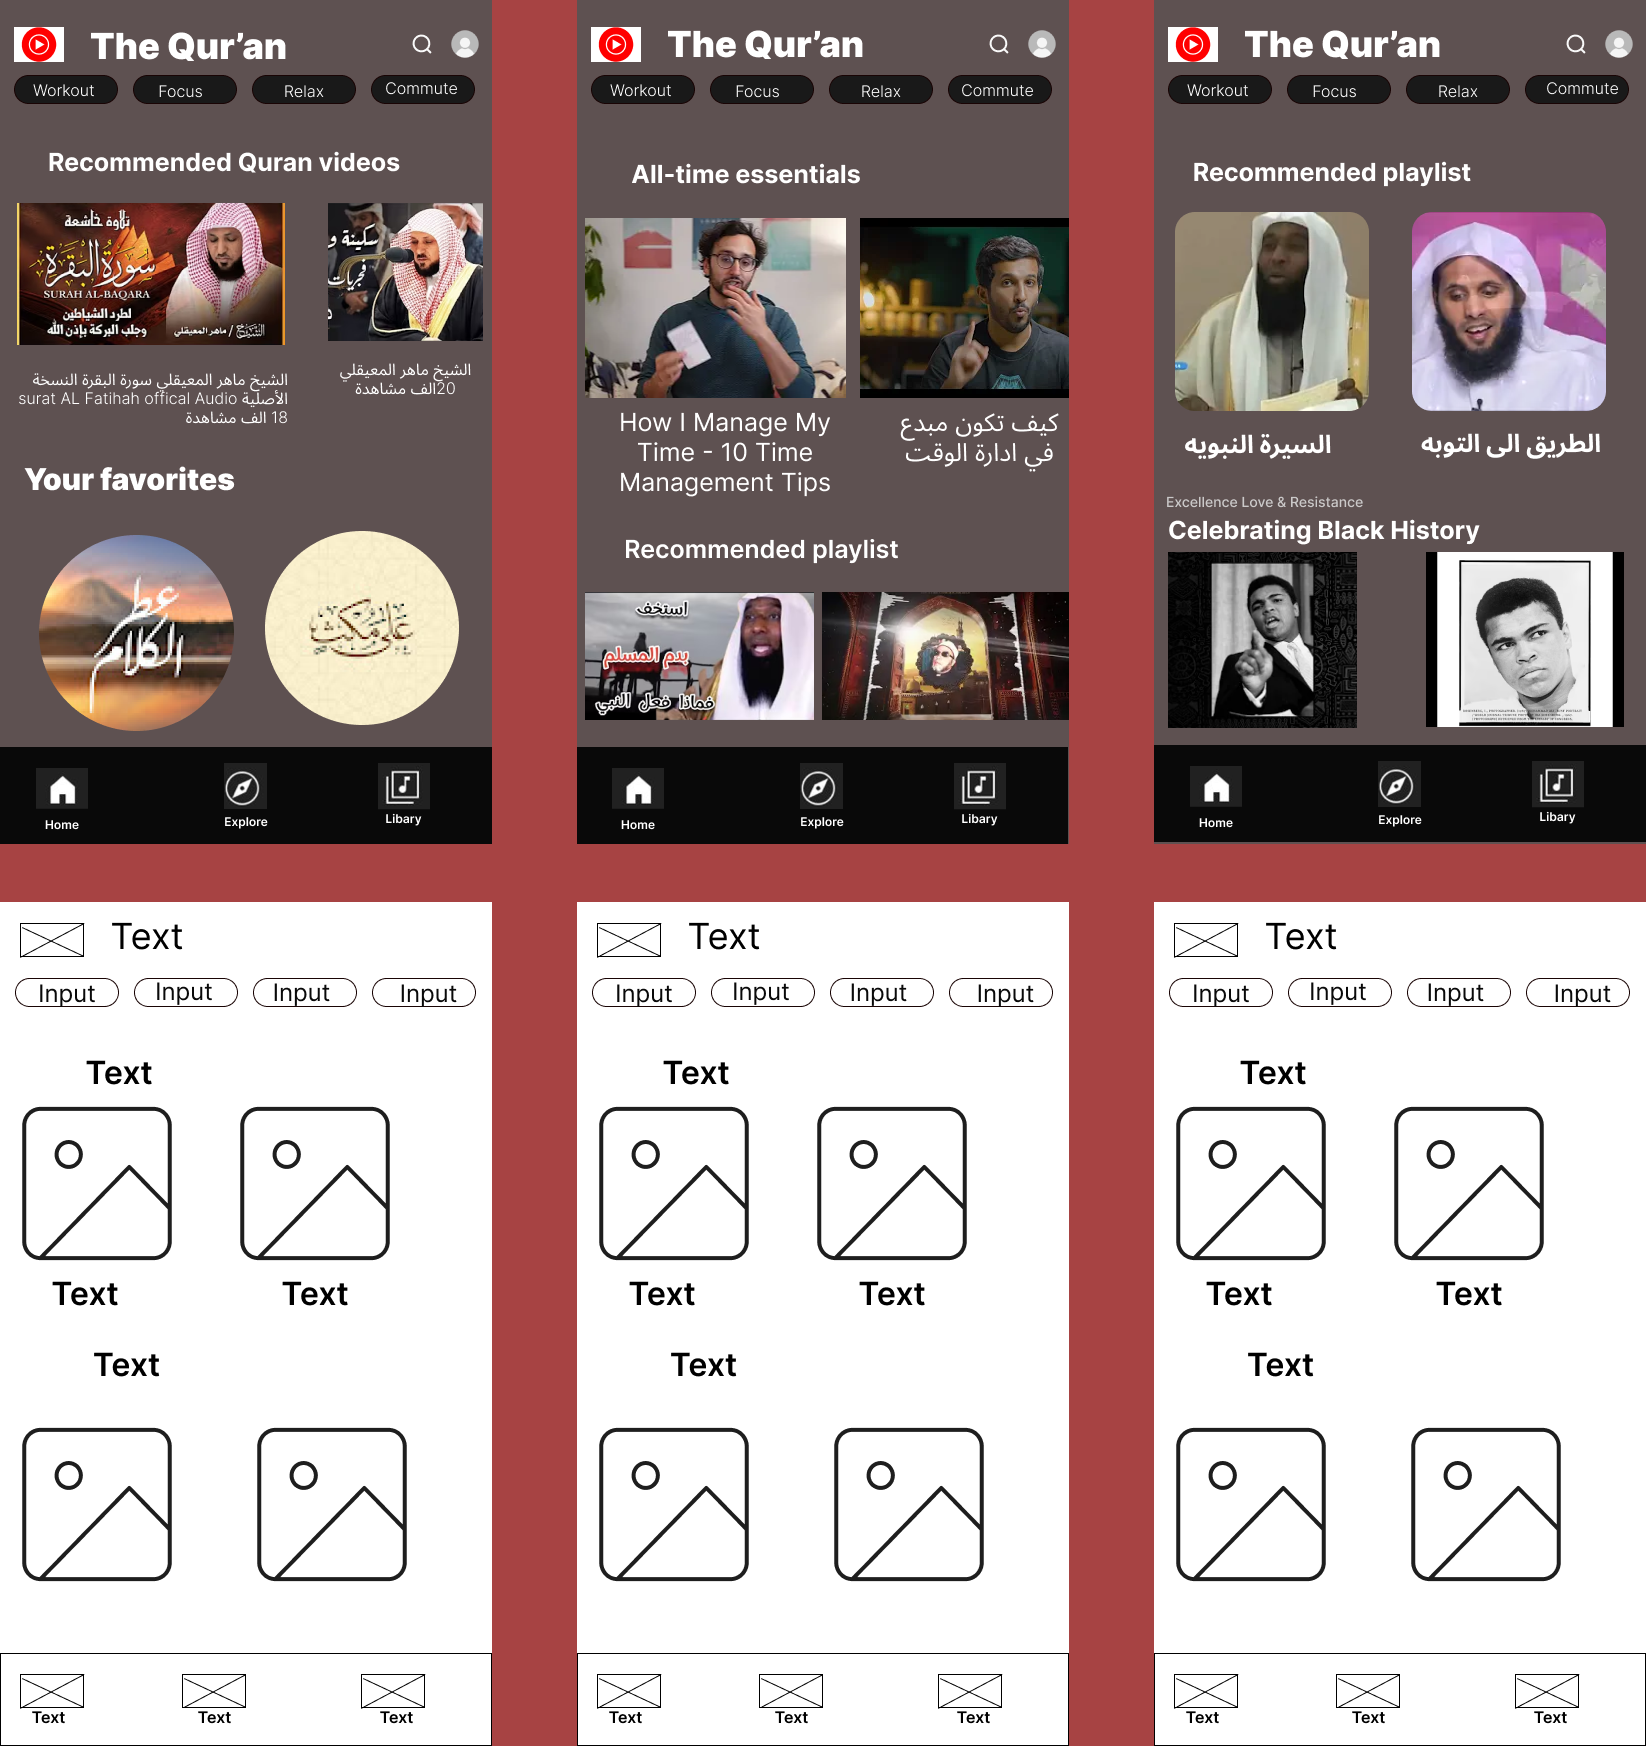 The Qur’an
Workout
Focus
Relax
Commute
Recommended Quran videos
تلاوة خاشعة
سورة البقرة
SURAH AL-BAQARA
لطرد الشياطين
وجلب البركة بإذن الله
الشيخ / ماهر المعيقلي
سكينة و
الشيخ ماهر المعيقلي سورة البقرة النسخة
الأصلية surat AL Fatihah offical Audio
18 الف مشاهدة
الشيخ ماهر المعيقلي
20الف مشاهدة
Your favorites
عطر
الكلام
على مكث
Home
Explore
Libary
The Qur’an
Workout
Focus
Relax
Commute
All-time essentials
How I Manage My
Time - 10 Time
Management Tips
كيف تكون مبدع
في ادارة الوقت
Recommended playlist
استخف
بدم المسلم
فماذا فعل النبي
Home
Explore
Libary
The Qur’an
Workout
Focus
Relax
Commute
Recommended playlist
السيرة النبويه
الطريق الى التوبه
Excellence Love & Resistance
Celebrating Black History
Home
Explore
Libary
Text
Input
Input
Input
Input
Text
Text
Text
Text
Text
Text
Text
Text
Input
Input
Input
Input
Text
Text
Text
Text
Text
Text
Text
Text
Input
Input
Input
Input
Text
Text
Text
Text
Text
Text
Text